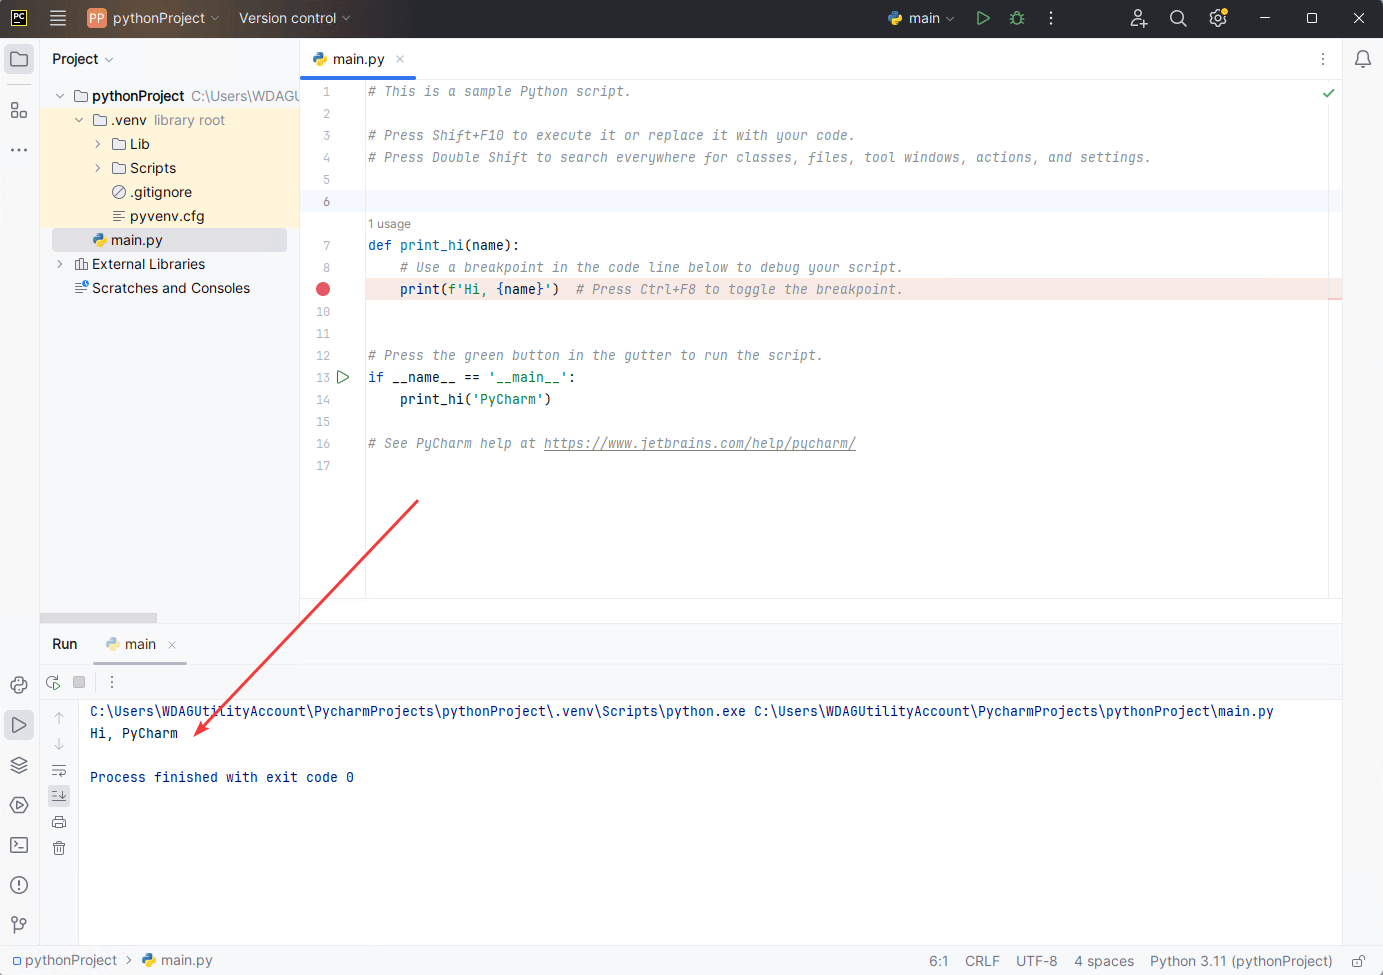 PC PP pythonProject Version control main
Project
main.py
pythonProject C:\Users\WDAGU
.venv library root
Lib
Scripts
.gitignore
pyvenv.cfg
main.py
External Libraries
Scratches and Consoles
1 # This is a sample Python script.
2
3 # Press Shift+F10 to execute it or replace it with your code.
4 # Press Double Shift to search everywhere for classes, files, tool windows, actions, and settings.
5
6
1 usage
7 def print_hi(name):
8 # Use a breakpoint in the code line below to debug your script.
print(f'Hi, {name}') # Press Ctrl+F8 to toggle the breakpoint.
10
11
12 # Press the green button in the gutter to run the script.
13 if __name__ == '__main__':
14 print_hi('PyCharm')
15
16 # See PyCharm help at https://www.jetbrains.com/help/pycharm/
17
Run main
C:\Users\WDAGUtilityAccount\PycharmProjects\pythonProject\.venv\Scripts\python.exe C:\Users\WDAGUtilityAccount\PycharmProjects\pythonProject\main.py
Hi, PyCharm
Process finished with exit code 0
pythonProject > main.py 6:1 CRLF UTF-8 4 spaces Python 3.11 (pythonProject)